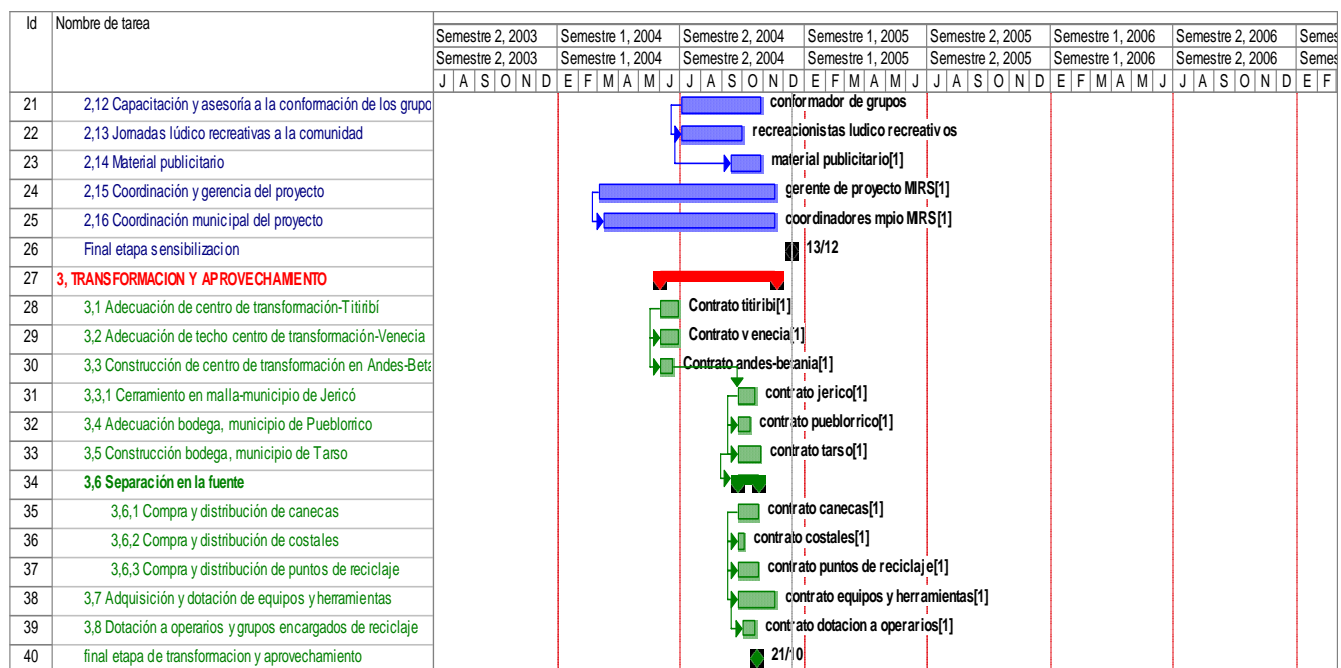 Id Nombre de tarea
Semestre 2, 2003 Semestre 1, 2004 Semestre 2, 2004 Semestre 1, 2005 Semestre 2, 2005 Semestre 1, 2006 Semestre 2, 2006 Semes
Semestre 2, 2003 Semestre 1, 2004 Semestre 2, 2004 Semestre 1, 2005 Semestre 2, 2005 Semestre 1, 2006 Semestre 2, 2006 Semes
J A S O N D E F M A M J J A S O N D E F M A M J J A S O N D E F M A M J J A S O N D E F
21 2,12 Capacitación y asesoría a la conformación de los grupo conformador de grupos
22 2,13 Jornadas lúdico recreativas a la comunidad recreacionistas ludico recreativos
23 2,14 Material publicitario material publicitario[1]
24 2,15 Coordinación y gerencia del proyecto gerente de proyecto MIRS[1]
25 2,16 Coordinación municipal del proyecto coordinadores mpio MIRS[1]
26 Final etapa sensibilizacion 13/12
27 3, TRANSFORMACION Y APROVECHAMIENTO
28 3,1 Adecuación de centro de transformación-Titiribí Contrato titiribi[1]
29 3,2 Adecuación de techo centro de transformación-Venecia Contrato venecia[1]
30 3,3 Construcción de centro de transformación en Andes-Beta Contrato andes-betania[1]
31 3,3,1 Cerramiento en malla-municipio de Jericó contrato jerico[1]
32 3,4 Adecuación bodega, municipio de Pueblorrico contrato pueblorrico[1]
33 3,5 Construcción bodega, municipio de Tarso contrato tarso[1]
34 3,6 Separación en la fuente
35 3,6,1 Compra y distribución de canecas contrato canecas[1]
36 3,6,2 Compra y distribución de costales contrato costales[1]
37 3,6,3 Compra y distribución de puntos de reciclaje contrato puntos de reciclaje[1]
38 3,7 Adquisición y dotación de equipos y herramientas contrato equipos y herramientas[1]
39 3,8 Dotación a operarios y grupos encargados de reciclaje contrato dotacion a operarios[1]
40 final etapa de transformacion y aprovechamiento 21/10